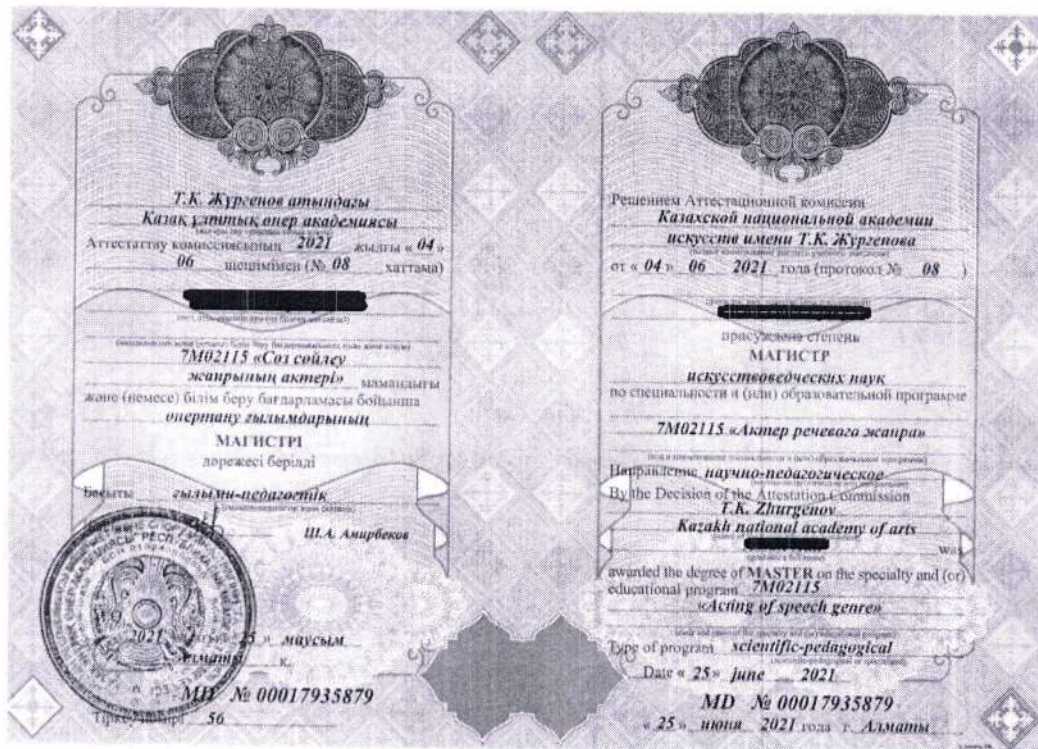 Т.К. Жүргенов атындағы
Қазақ ұлттық өнер академиясы
Аттестаттау комиссиясының 2021 жылғы « 04 »
06 шешімімен (№ 08 хаттама)
7М02115 «Сөз сөйлеу
жанрының актері» мамандығы
және (немесе) білім беру бағдарламасы бойынша
өнертану ғылымдарының
МАГИСТРІ
дәрежесі берілді
Бағыты ғылыми-педагогтік
Ш.А. Амирбеков
2021 25 » маусым
Алматы қ.
MD № 00017935879
56
Решением Аттестационной комиссии
Казахской национальной академии
искусств имени Т.К. Жургенова
от « 04 » 06 2021 года (протокол № 08 )
присуждена степень
МАГИСТР
искусствоведческих наук
по специальности и (или) образовательной программе
7М02115 «Актер речевого жанра»
Направление научно-педагогическое
By the Decision of the Attestation Commission
T.K. Zhurgenov
Kazakh national academy of arts
was
awarded the degree of MASTER on the specialty and (or)
educational program 7M02115
«Acting of speech genre»
Type of program scientific-pedagogical
Date « 25 » june 2021
MD № 00017935879
« 25 » июня 2021 года г. Алматы